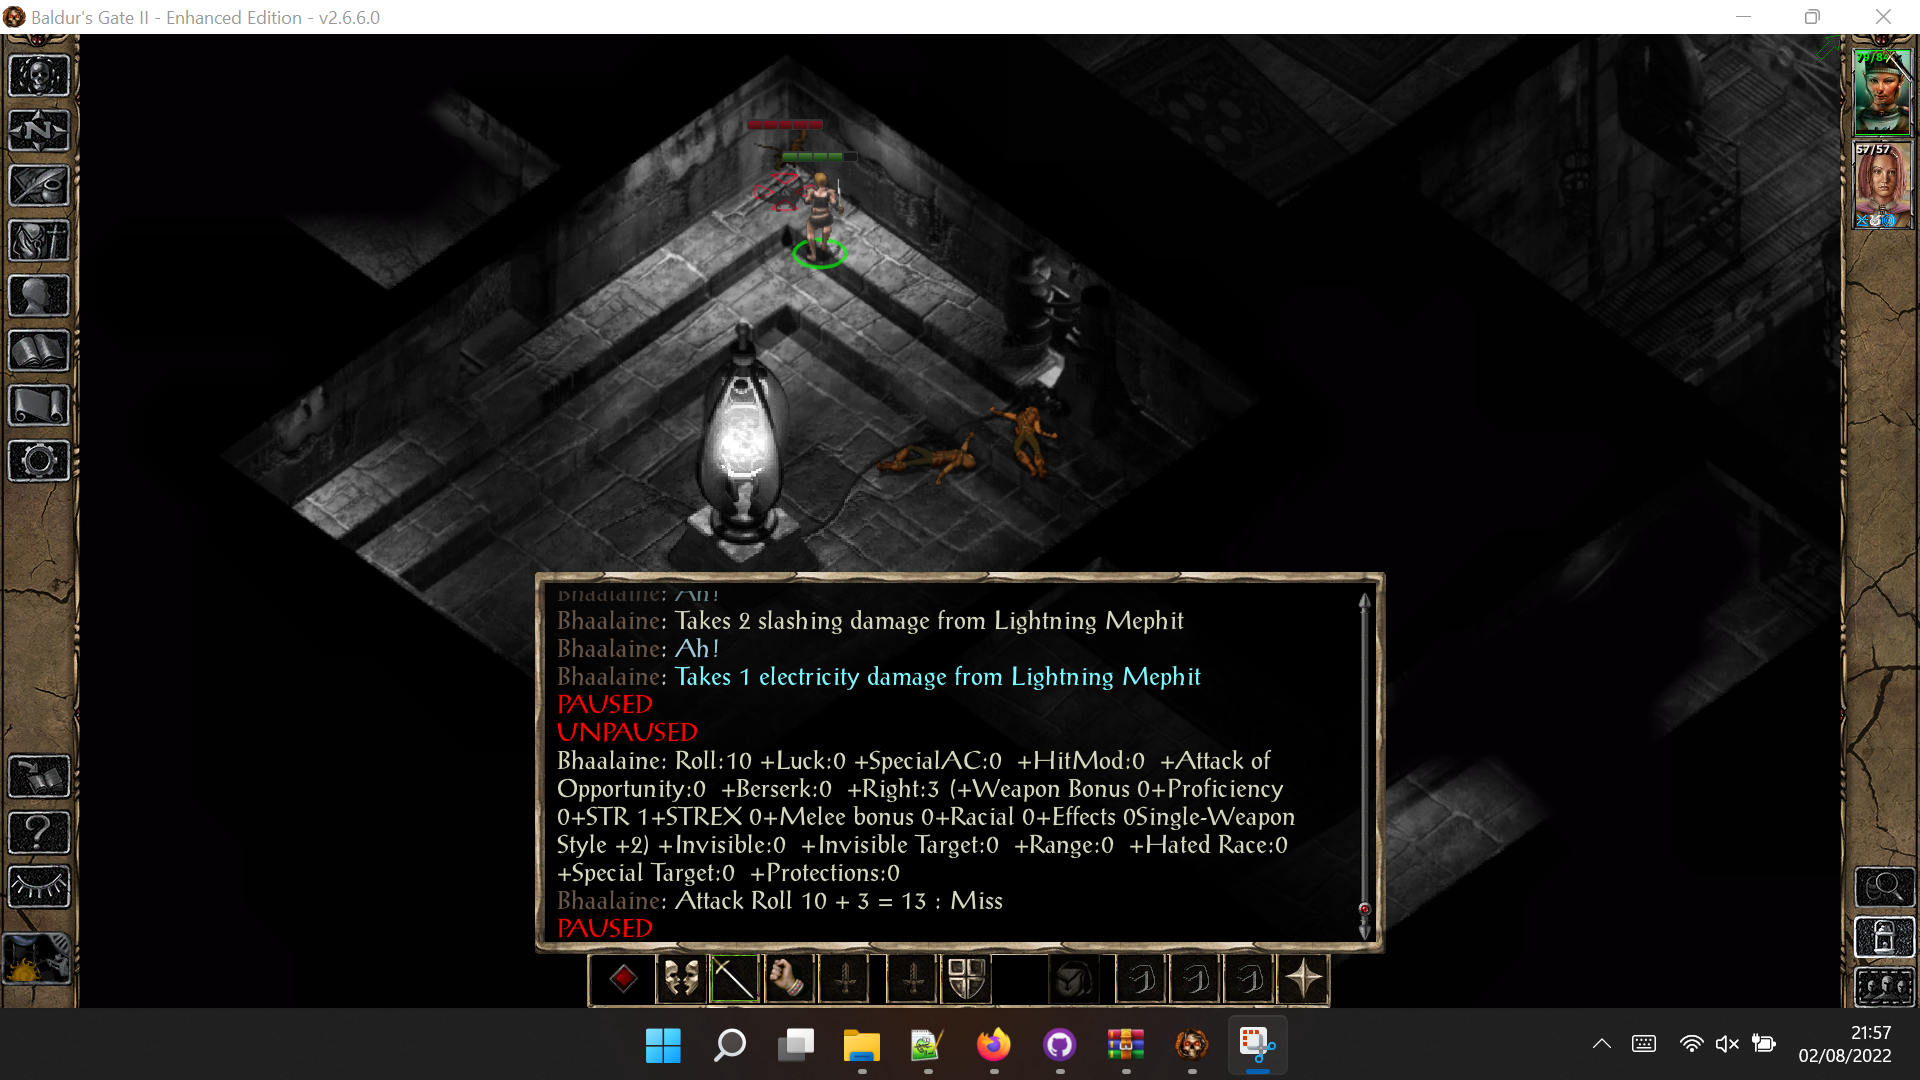 Baldur's Gate II - Enhanced Edition - v2.6.6.0
79/84
57/57
N
Bhaalaine: Ah!
Bhaalaine: Takes 2 slashing damage from Lightning Mephit
Bhaalaine: Ah!
Bhaalaine: Takes 1 electricity damage from Lightning Mephit
PAUSED
UNPAUSED
Bhaalaine: Roll:10 +Luck:0 +SpecialAC:0 +HitMod:0 +Attack of
Opportunity:0 +Berserk:0 +Right:3 (+Weapon Bonus 0+Proficiency
0+STR 1+STREX 0+Melee bonus 0+Racial 0+Effects 0Single-Weapon
Style +2) +Invisible:0 +Invisible Target:0 +Range:0 +Hated Race:0
+Special Target:0 +Protections:0
Bhaalaine: Attack Roll 10 + 3 = 13 : Miss
PAUSED
?
21:57
02/08/2022